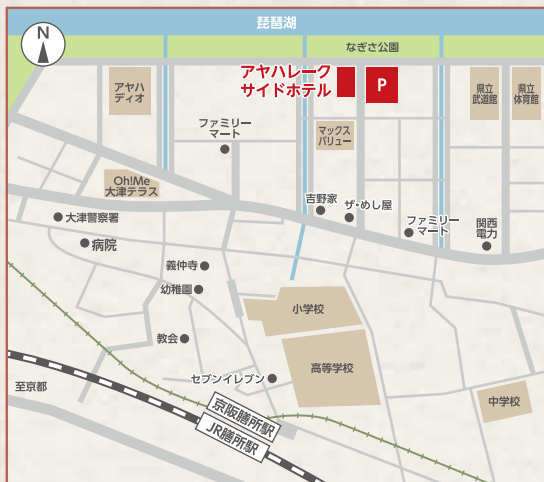 琵琶湖
N
なぎさ公園
アヤハレーク
サイドホテル
P
アヤハ
ディオ
県立
武道館
県立
体育館
ファミリー
マート
マックス
バリュー
Oh!Me
大津テラス
吉野家
ザ・めし屋
大津警察署
ファミリー
マート
関西
電力
病院
義仲寺
幼稚園
小学校
教会
高等学校
セブンイレブン
至京都
京阪膳所駅
JR膳所駅
中学校